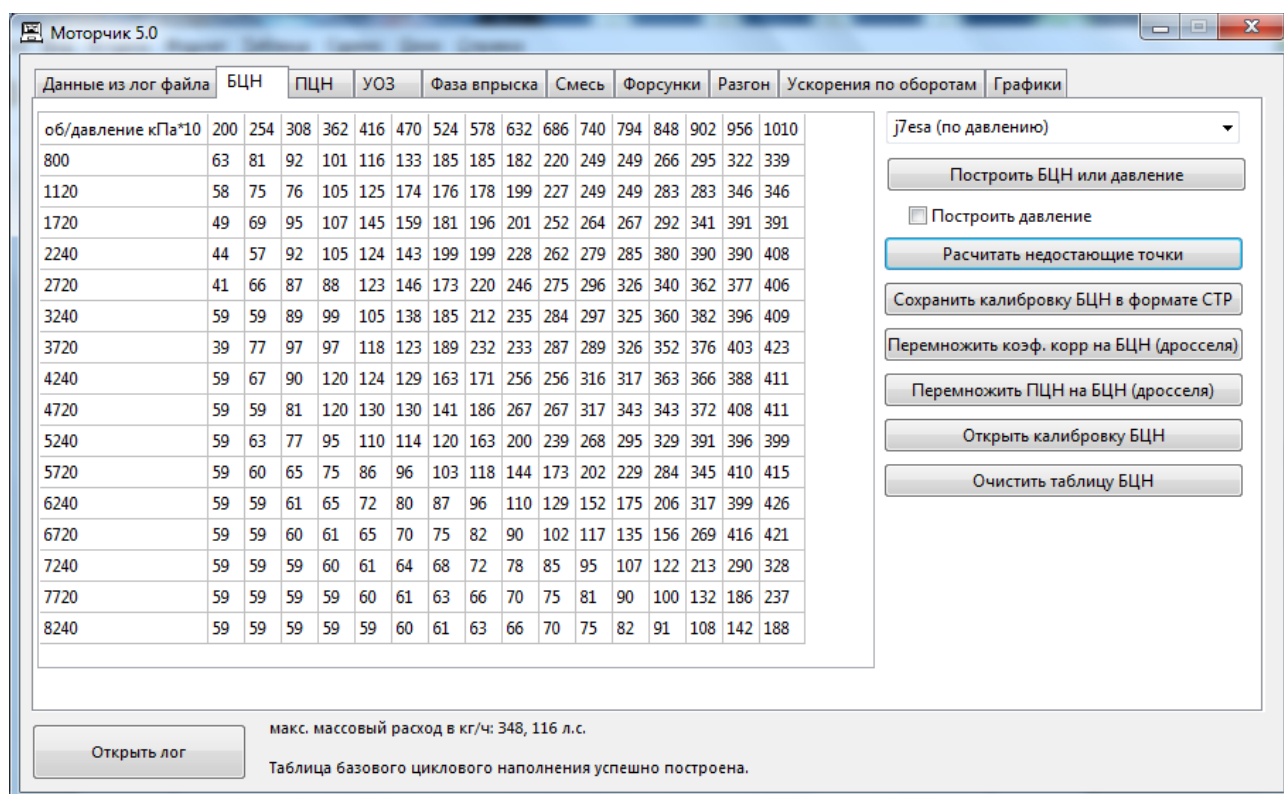 Моторчик 5.0
Данные из лог файла БЦН ПЦН УОЗ Фаза впрыска Смесь Форсунки Разгон Ускорения по оборотам Графики
об/давление кПа*10 200 254 308 362 416 470 524 578 632 686 740 794 848 902 956 1010
800 63 81 92 101 116 133 185 185 182 220 249 249 266 295 322 339
1120 58 75 76 105 125 174 176 178 199 227 249 249 283 283 346 346
1720 49 69 95 107 145 159 181 196 201 252 264 267 292 341 391 391
2240 44 57 92 105 124 143 199 199 228 262 279 285 380 390 390 408
2720 41 66 87 88 123 146 173 220 246 275 296 326 340 362 377 406
3240 59 59 89 99 105 138 185 212 235 284 297 325 360 382 396 409
3720 39 77 97 97 118 123 189 232 233 287 289 326 352 376 403 423
4240 59 67 90 120 124 129 163 171 256 256 316 317 363 366 388 411
4720 59 59 81 120 130 130 141 186 267 267 317 343 343 372 408 411
5240 59 63 77 95 110 114 120 163 200 239 268 295 329 391 396 399
5720 59 60 65 75 86 96 103 118 144 173 202 229 284 345 410 415
6240 59 59 61 65 72 80 87 96 110 129 152 175 206 317 399 426
6720 59 59 60 61 65 70 75 82 90 102 117 135 156 269 416 421
7240 59 59 59 60 61 64 68 72 78 85 95 107 122 213 290 328
7720 59 59 59 59 60 61 63 66 70 75 81 90 100 132 186 237
8240 59 59 59 59 59 60 61 63 66 70 75 82 91 108 142 188
j7esa (по давлению)
Построить БЦН или давление
Построить давление
Расчитать недостающие точки
Сохранить калибровку БЦН в формате СТР
Перемножить коэф. корр на БЦН (дросселя)
Перемножить ПЦН на БЦН (дросселя)
Открыть калибровку БЦН
Очистить таблицу БЦН
Открыть лог
макс. массовый расход в кг/ч: 348, 116 л.с.
Таблица базового циклового наполнения успешно построена.